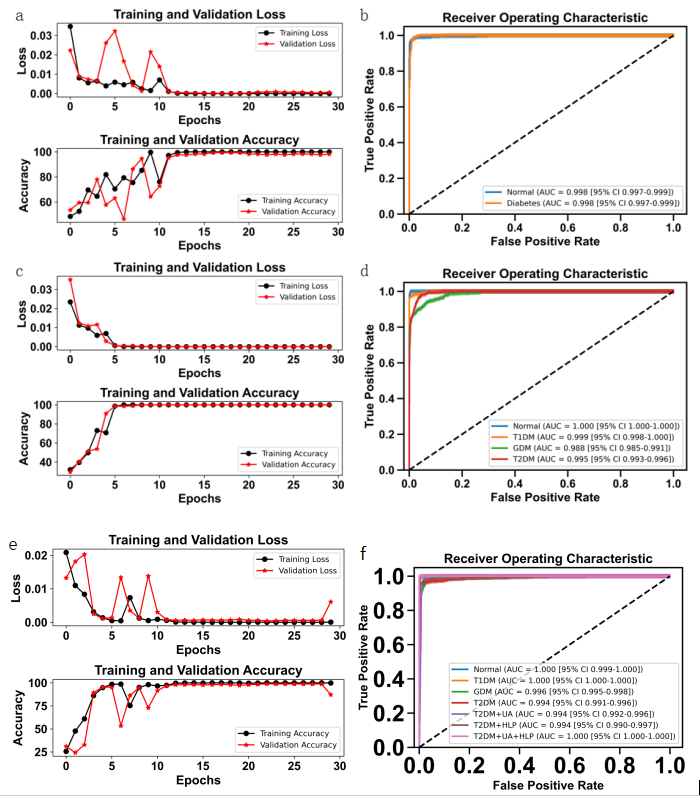 a
Training and Validation Loss
Loss
0.03
0.02
0.01
0.00
Training Loss
Validation Loss
0 5 10 15 20 25 30
Epochs
Training and Validation Accuracy
Accuracy
100
80
60
Training Accuracy
Validation Accuracy
0 5 10 15 20 25 30
Epochs
b
Receiver Operating Characteristic
True Positive Rate
1.0
0.8
0.6
0.4
0.2
0.0
Normal (AUC = 0.998 [95% CI 0.997-0.999])
Diabetes (AUC = 0.998 [95% CI 0.997-0.999])
0.0 0.2 0.4 0.6 0.8 1.0
False Positive Rate
c
Training and Validation Loss
Loss
0.03
0.02
0.01
0.00
Training Loss
Validation Loss
0 5 10 15 20 25 30
Epochs
Training and Validation Accuracy
Accuracy
100
80
60
40
Training Accuracy
Validation Accuracy
0 5 10 15 20 25 30
Epochs
d
Receiver Operating Characteristic
True Positive Rate
1.0
0.8
0.6
0.4
0.2
0.0
Normal (AUC = 1.000 [95% CI 1.000-1.000])
T1DM (AUC = 0.999 [95% CI 0.998-1.000])
GDM (AUC = 0.988 [95% CI 0.985-0.991])
T2DM (AUC = 0.995 [95% CI 0.993-0.996])
0.0 0.2 0.4 0.6 0.8 1.0
False Positive Rate
e
Training and Validation Loss
Loss
0.02
0.01
0.00
Training Loss
Validation Loss
0 5 10 15 20 25 30
Epochs
Training and Validation Accuracy
Accuracy
100
75
50
25
Training Accuracy
Validation Accuracy
0 5 10 15 20 25 30
Epochs
f
Receiver Operating Characteristic
True Positive Rate
1.0
0.8
0.6
0.4
0.2
0.0
Normal (AUC = 1.000 [95% CI 0.999-1.000])
T1DM (AUC = 1.000 [95% CI 1.000-1.000])
GDM (AUC = 0.996 [95% CI 0.995-0.998])
T2DM (AUC = 0.994 [95% CI 0.991-0.996])
T2DM+UA (AUC = 0.994 [95% CI 0.992-0.996])
T2DM+HLP (AUC = 0.994 [95% CI 0.990-0.997])
T2DM+UA+HLP (AUC = 1.000 [95% CI 1.000-1.000])
0.0 0.2 0.4 0.6 0.8 1.0
False Positive Rate